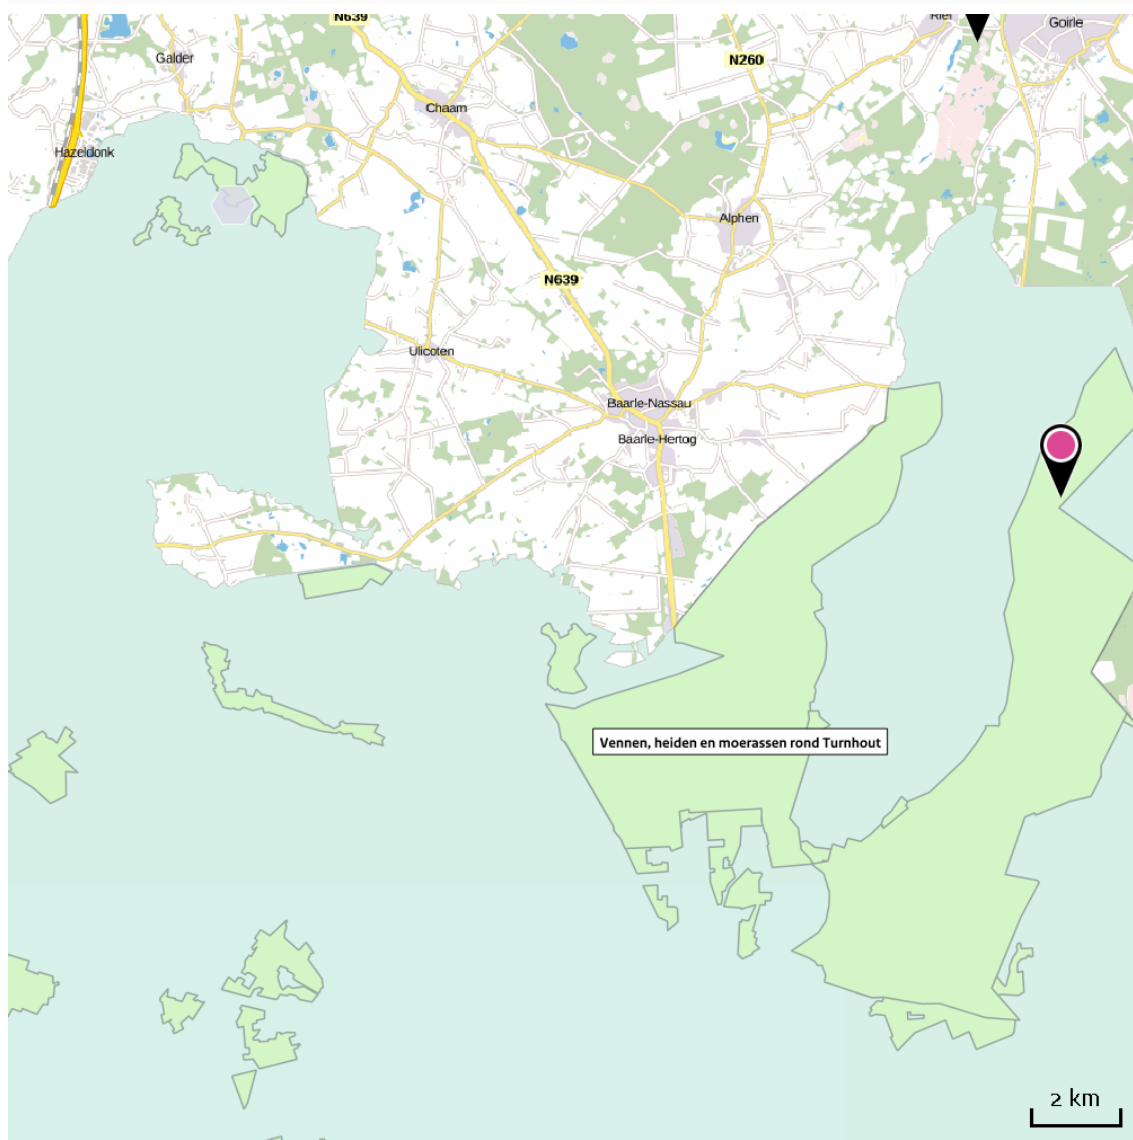 N639
Riel
Goirle
Galder
N260
Chaam
Hazeldonk
Alphen
N639
Ulicoten
Baarle-Nassau
Baarle-Hertog
Vennen, heiden en moerassen rond Turnhout
2 km